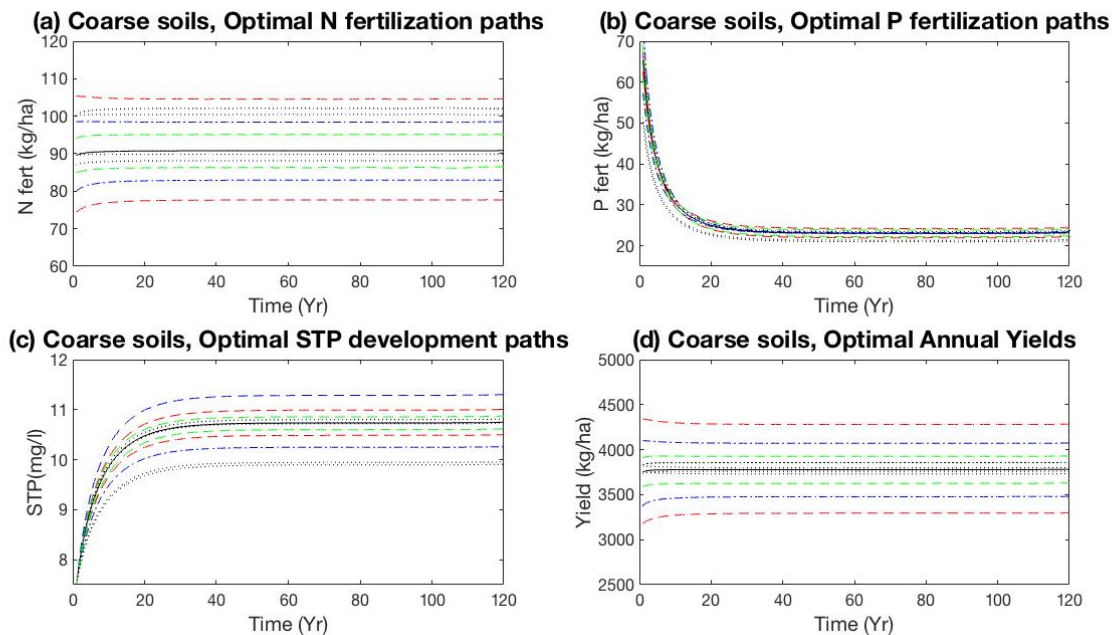 (a) Coarse soils, Optimal N fertilization paths
120
110
100
90
80
70
60
N fert (kg/ha)
0 20 40 60 80 100 120
Time (Yr)
(b) Coarse soils, Optimal P fertilization paths
70
60
50
40
30
20
P fert (kg/ha)
0 20 40 60 80 100 120
Time (Yr)
(c) Coarse soils, Optimal STP development paths
12
11
10
9
8
STP(mg/l)
0 20 40 60 80 100 120
Time (Yr)
(d) Coarse soils, Optimal Annual Yields
5000
4500
4000
3500
3000
2500
Yield (kg/ha)
0 20 40 60 80 100 120
Time (Yr)